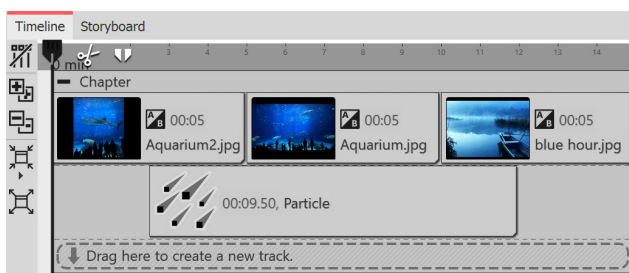 Timeline Storyboard
0 min 3 4 5 6 7 8 9 10 11 12 13 14
Chapter
A B 00:05 A B 00:05 A B 00:05
Aquarium2.jpg Aquarium.jpg blue hour.jpg
00:09.50, Particle
Drag here to create a new track.